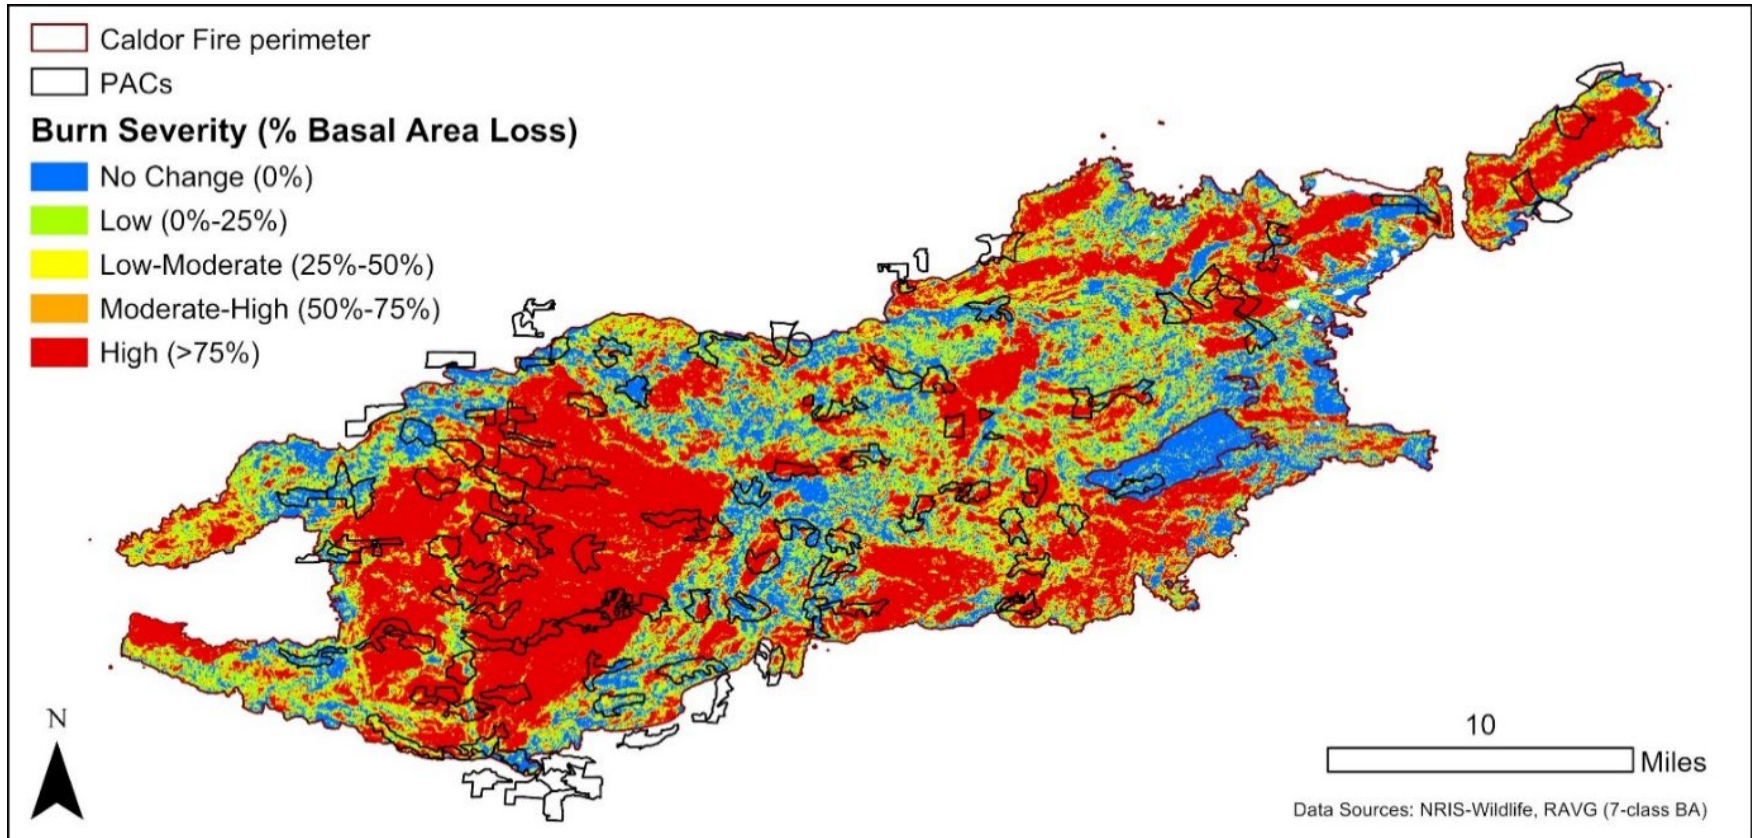 Caldor Fire perimeter
PACs
Burn Severity (% Basal Area Loss)
No Change (0%)
Low (0%-25%)
Low-Moderate (25%-50%)
Moderate-High (50%-75%)
High (>75%)
N
10
Miles
Data Sources: NRIS-Wildlife, RAVG (7-class BA)